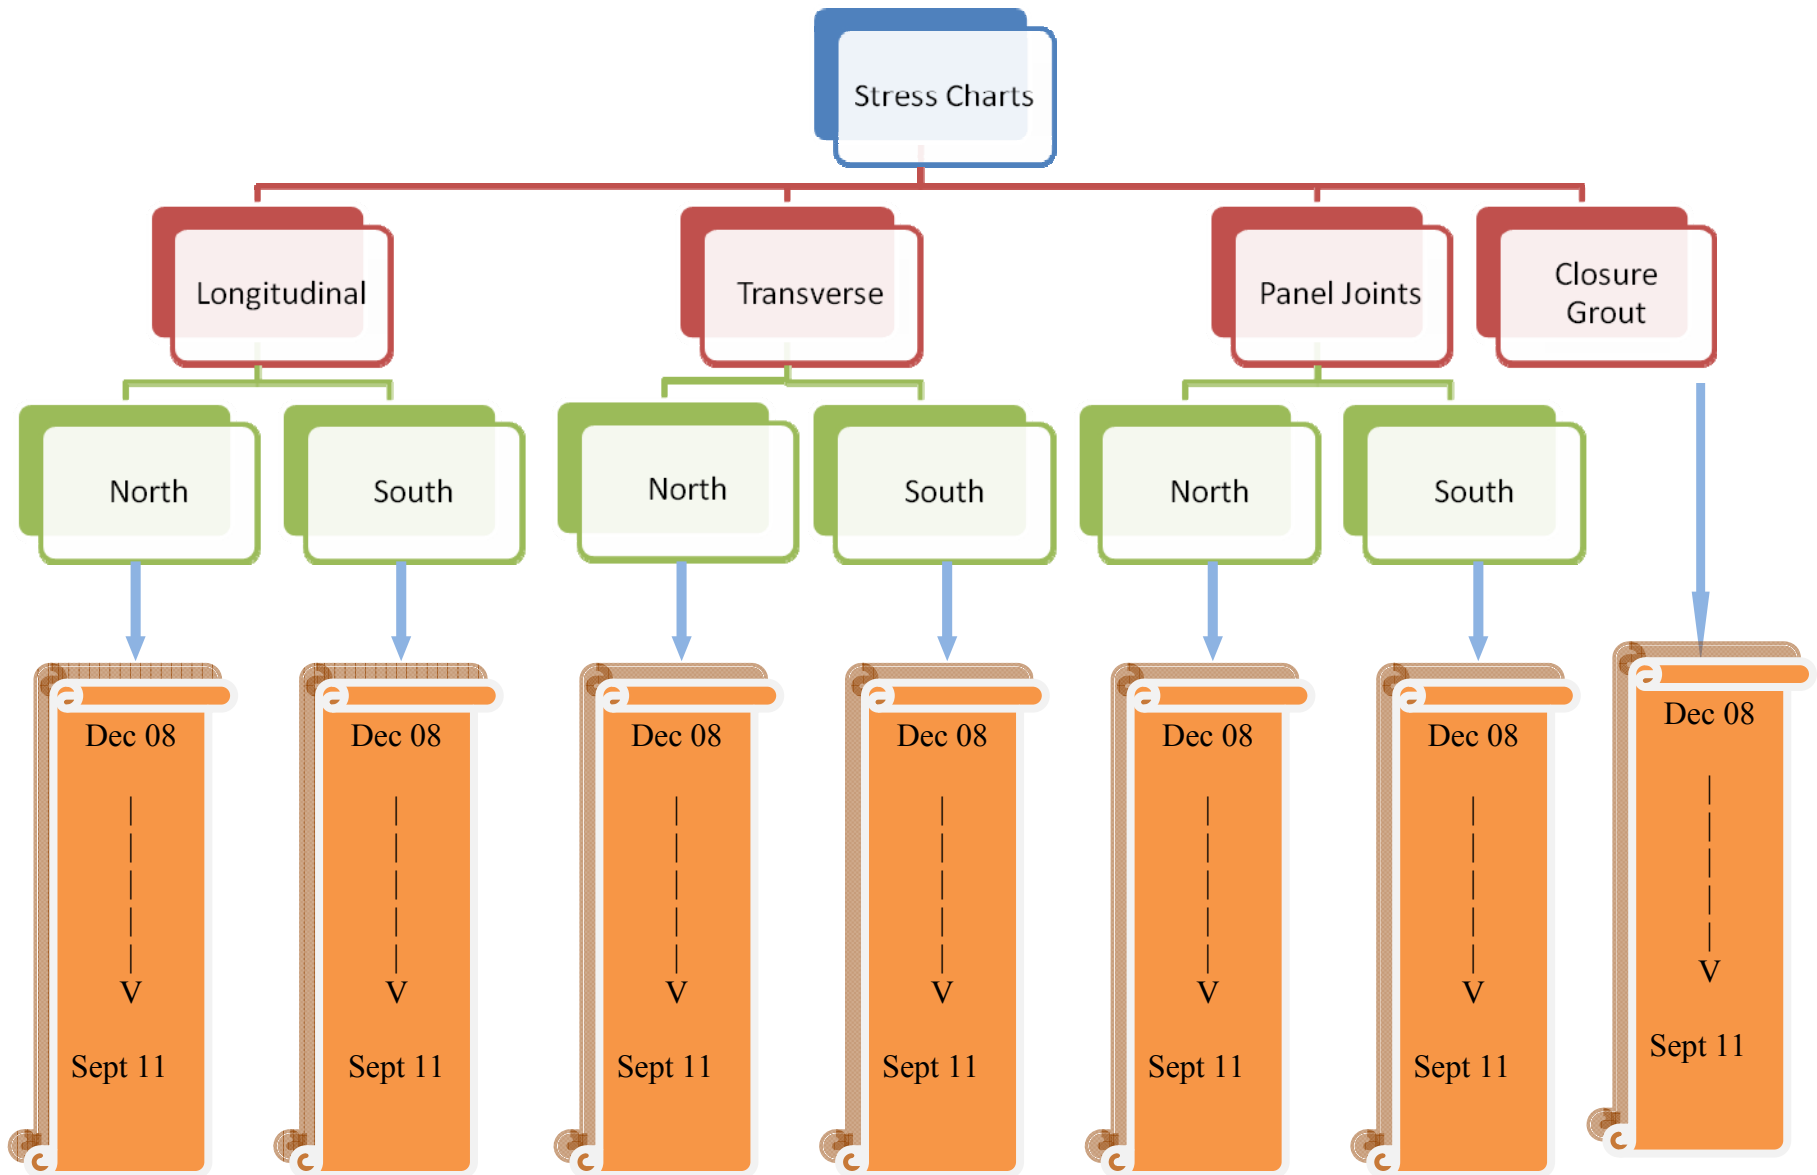 Stress Charts
Longitudinal
Transverse
Panel Joints
Closure
Grout
North
South
North
South
North
South
Dec 08
Dec 08
Dec 08
Dec 08
Dec 08
Dec 08
Dec 08
V
V
V
V
V
V
V
Sept 11
Sept 11
Sept 11
Sept 11
Sept 11
Sept 11
Sept 11